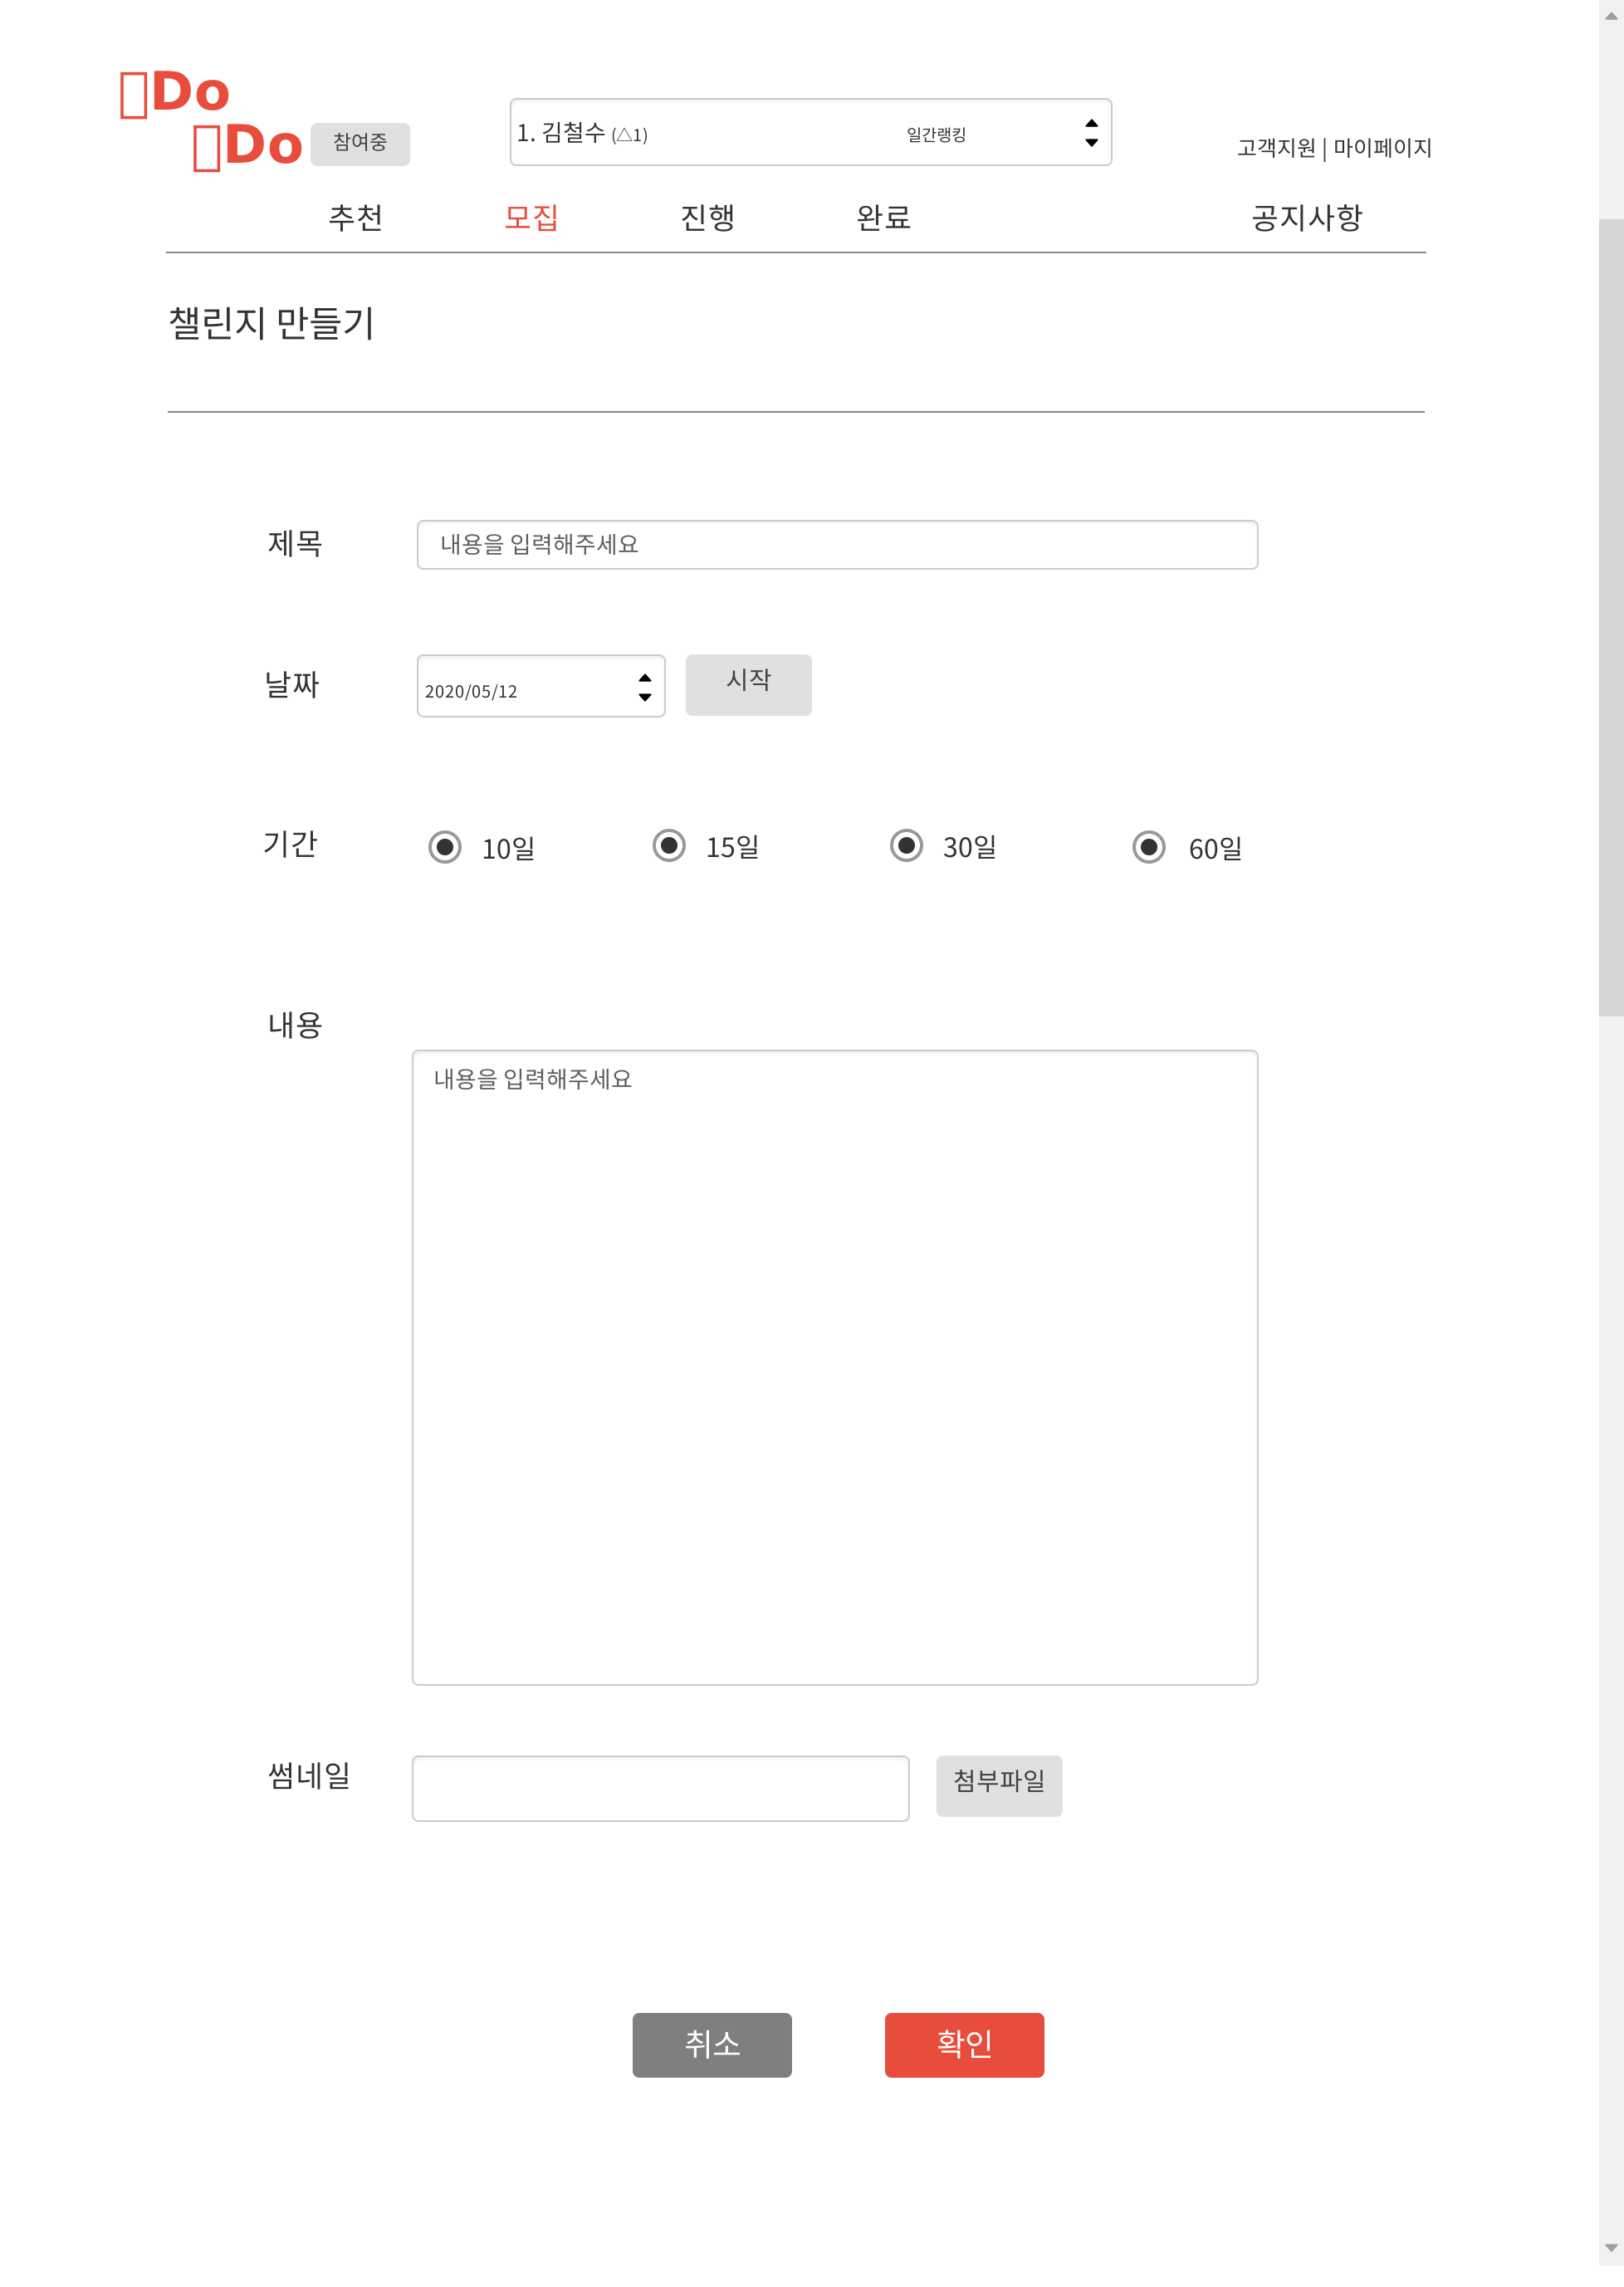 Do
Do
참여중
1. 김철수 (△1)
일간랭킹
고객지원 | 마이페이지
추천
모집
진행
완료
공지사항
챌린지 만들기
제목
내용을 입력해주세요
날짜
2020/05/12
시작
기간
10일
15일
30일
60일
내용
내용을 입력해주세요
썸네일
첨부파일
취소
확인